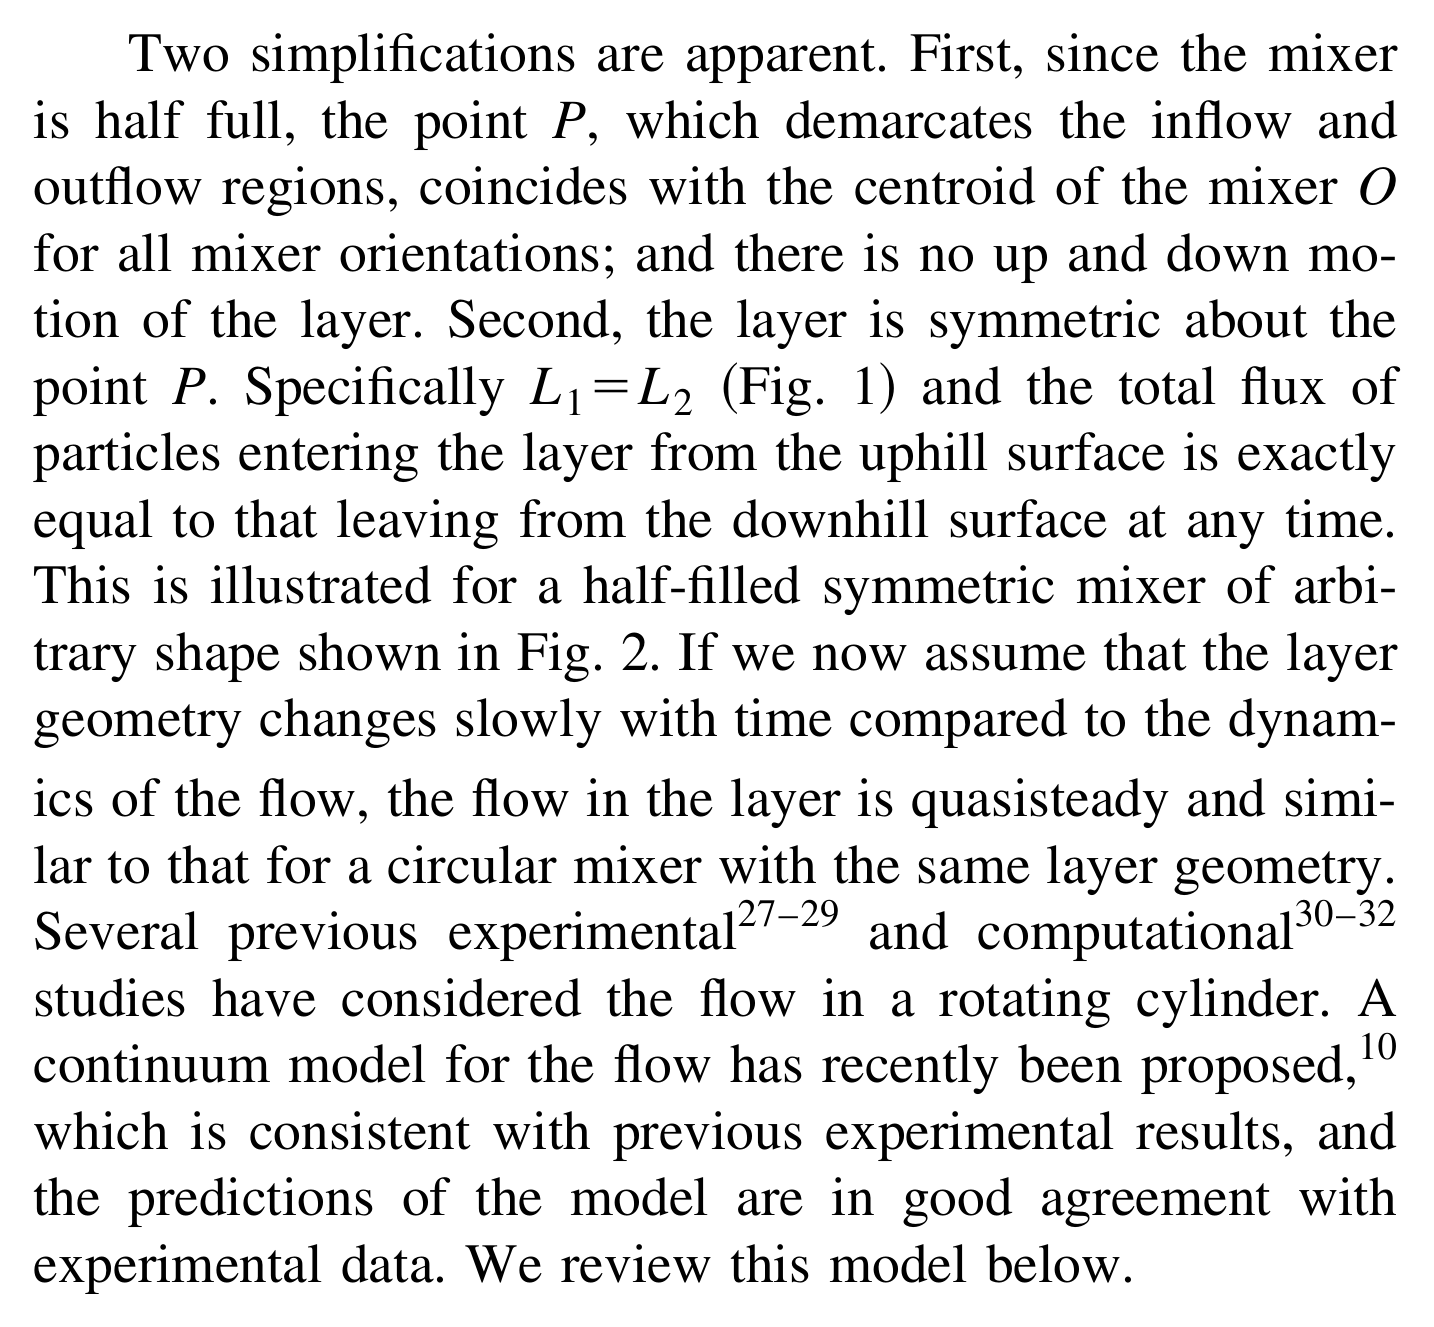 Two simplifications are apparent. First, since the mixer
is half full, the point P, which demarcates the inflow and
outflow regions, coincides with the centroid of the mixer O
for all mixer orientations; and there is no up and down mo-
tion of the layer. Second, the layer is symmetric about the
point P. Specifically L₁=L₂ (Fig. 1) and the total flux of
particles entering the layer from the uphill surface is exactly
equal to that leaving from the downhill surface at any time.
This is illustrated for a half-filled symmetric mixer of arbi-
trary shape shown in Fig. 2. If we now assume that the layer
geometry changes slowly with time compared to the dynam-
ics of the flow, the flow in the layer is quasisteady and simi-
lar to that for a circular mixer with the same layer geometry.
Several previous experimental²⁷⁻²⁹ and computational³⁰⁻³²
studies have considered the flow in a rotating cylinder. A
continuum model for the flow has recently been proposed,¹⁰
which is consistent with previous experimental results, and
the predictions of the model are in good agreement with
experimental data. We review this model below.